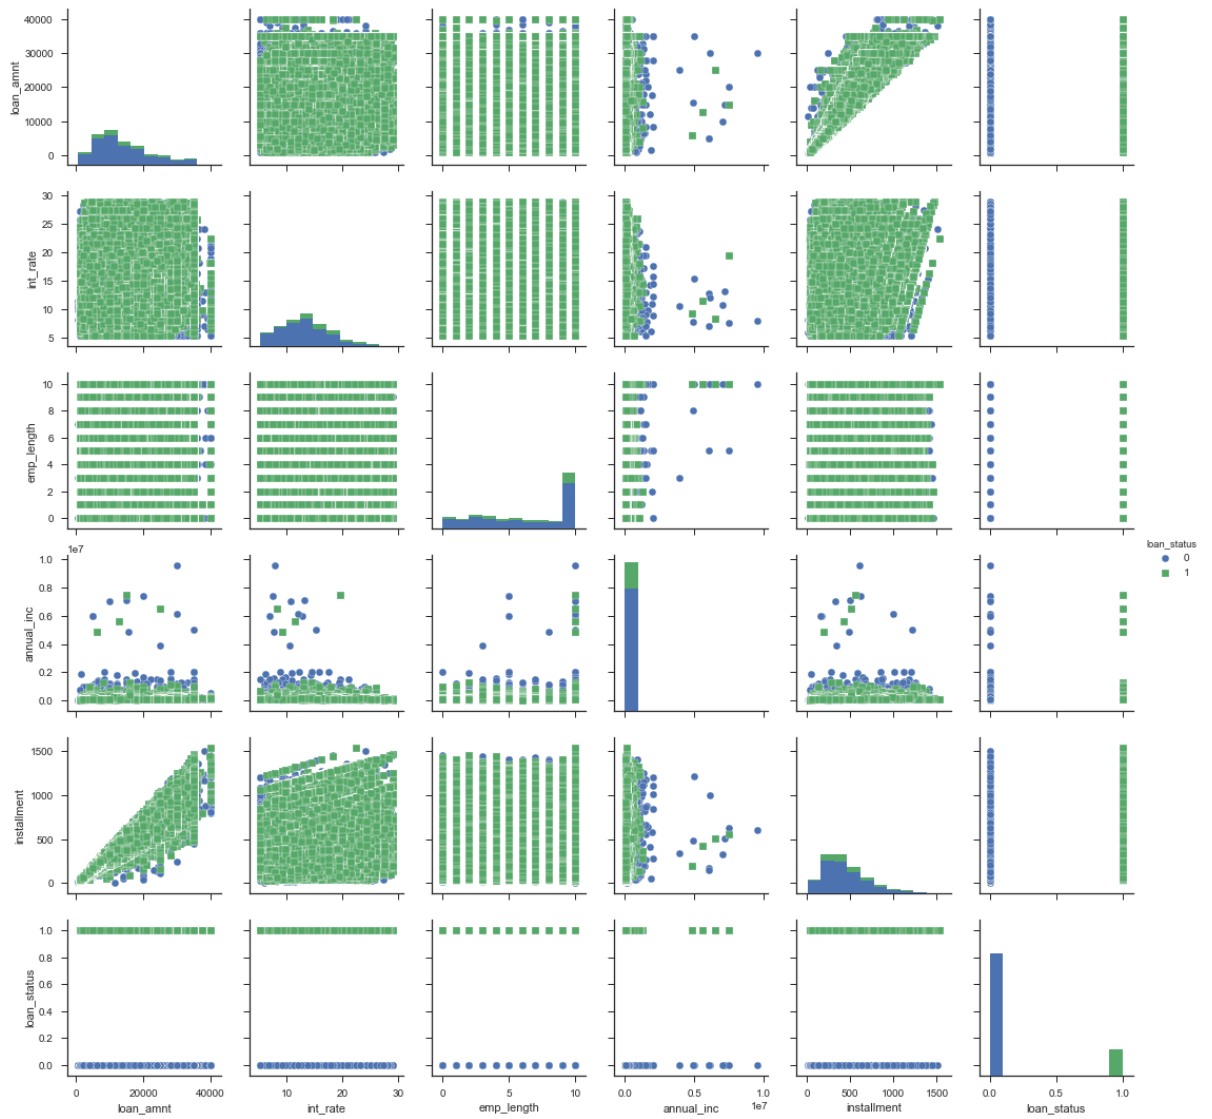 40000
30000
20000
10000
0
loan_amnt
30
25
20
15
10
5
int_rate
10
8
6
4
2
0
emp_length
1e7
1.0
0.8
0.6
0.4
0.2
0.0
annual_inc
loan_status
0
1
1500
1000
500
0
installment
1.0
0.8
0.6
0.4
0.2
0.0
loan_status
0 20000 40000
loan_amnt
10 20 30
int_rate
0 5 10
emp_length
0.0 0.2 0.4 0.6 0.8 1.0
1e7
annual_inc
0 500 1000 1500
installment
0.0 0.5 1.0
loan_status